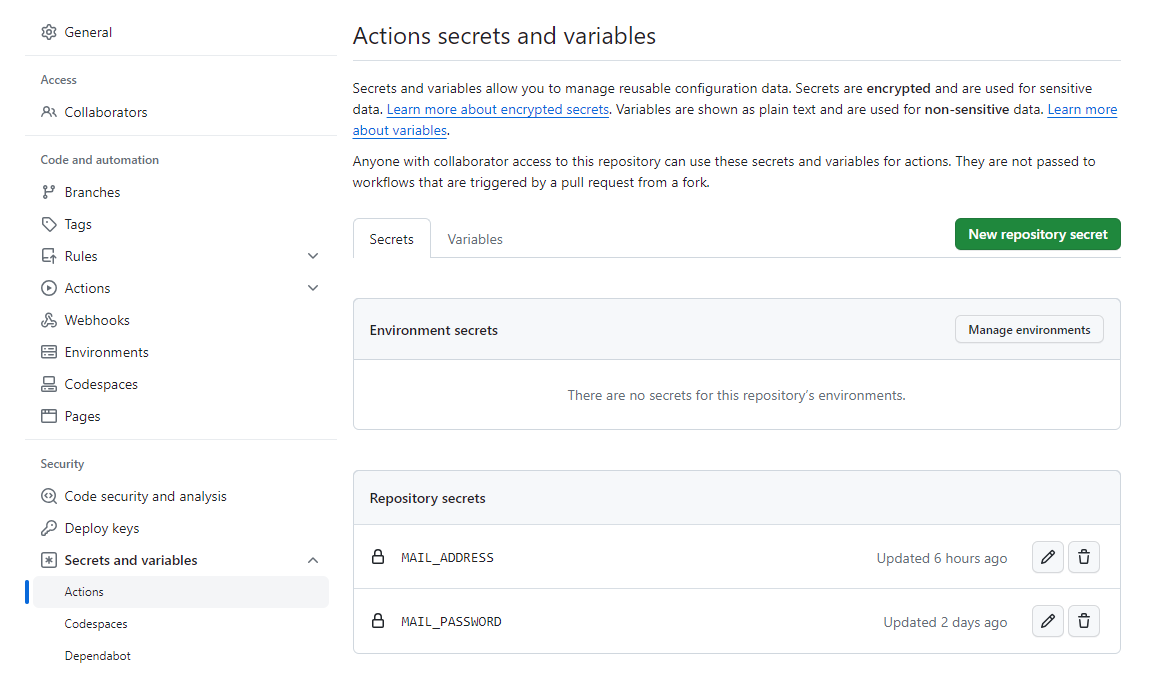 General
Access
Collaborators
Code and automation
Branches
Tags
Rules
Actions
Webhooks
Environments
Codespaces
Pages
Security
Code security and analysis
Deploy keys
Secrets and variables
Actions
Codespaces
Dependabot
Actions secrets and variables
Secrets and variables allow you to manage reusable configuration data. Secrets are encrypted and are used for sensitive
data. Learn more about encrypted secrets. Variables are shown as plain text and are used for non-sensitive data. Learn more
about variables.
Anyone with collaborator access to this repository can use these secrets and variables for actions. They are not passed to
workflows that are triggered by a pull request from a fork.
Secrets Variables New repository secret
Environment secrets Manage environments
There are no secrets for this repository's environments.
Repository secrets
MAIL_ADDRESS Updated 6 hours ago
MAIL_PASSWORD Updated 2 days ago